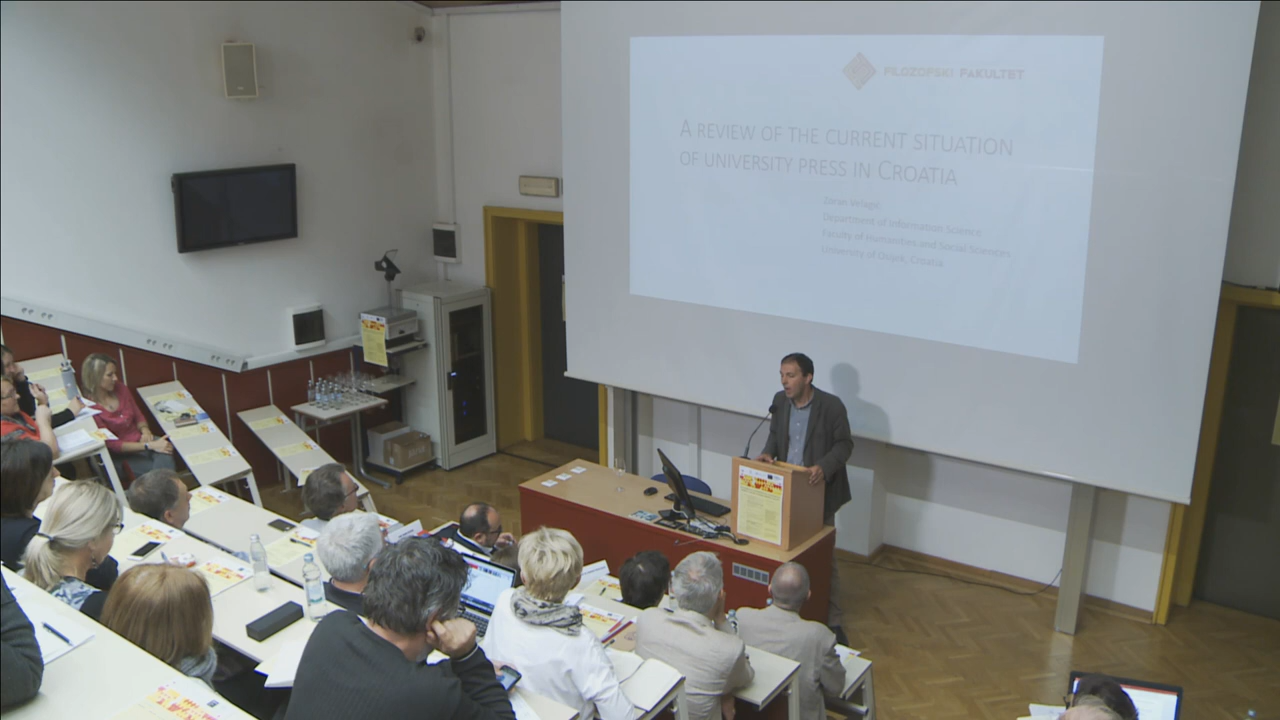 FILOZOFSKI FAKULTET
A REVIEW OF THE CURRENT SITUATION
OF UNIVERSITY PRESS IN CROATIA
Zoran Velagić
Department of Information Science
Faculty of Humanities and Social Sciences
University of Osijek, Croatia